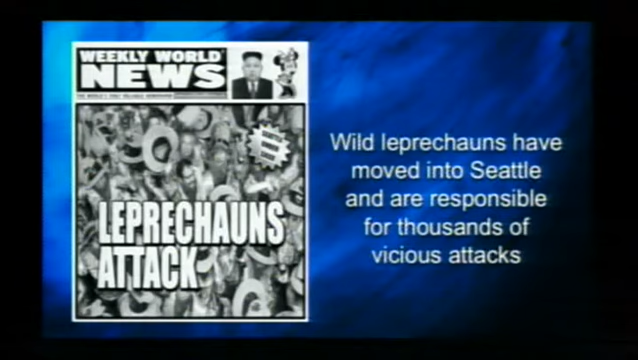 WEEKLY WORLD
NEWS
LEPRECHAUNS
ATTACK
Wild leprechauns have
moved into Seattle
and are responsible
for thousands of
vicious attacks